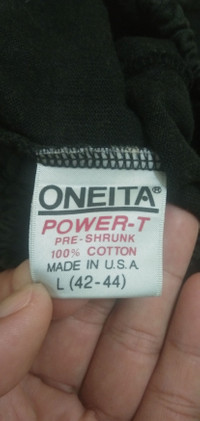 ONEITA®
POWER-T
PRE-SHRUNK
100% COTTON
MADE IN U.S.A.
L (42-44)